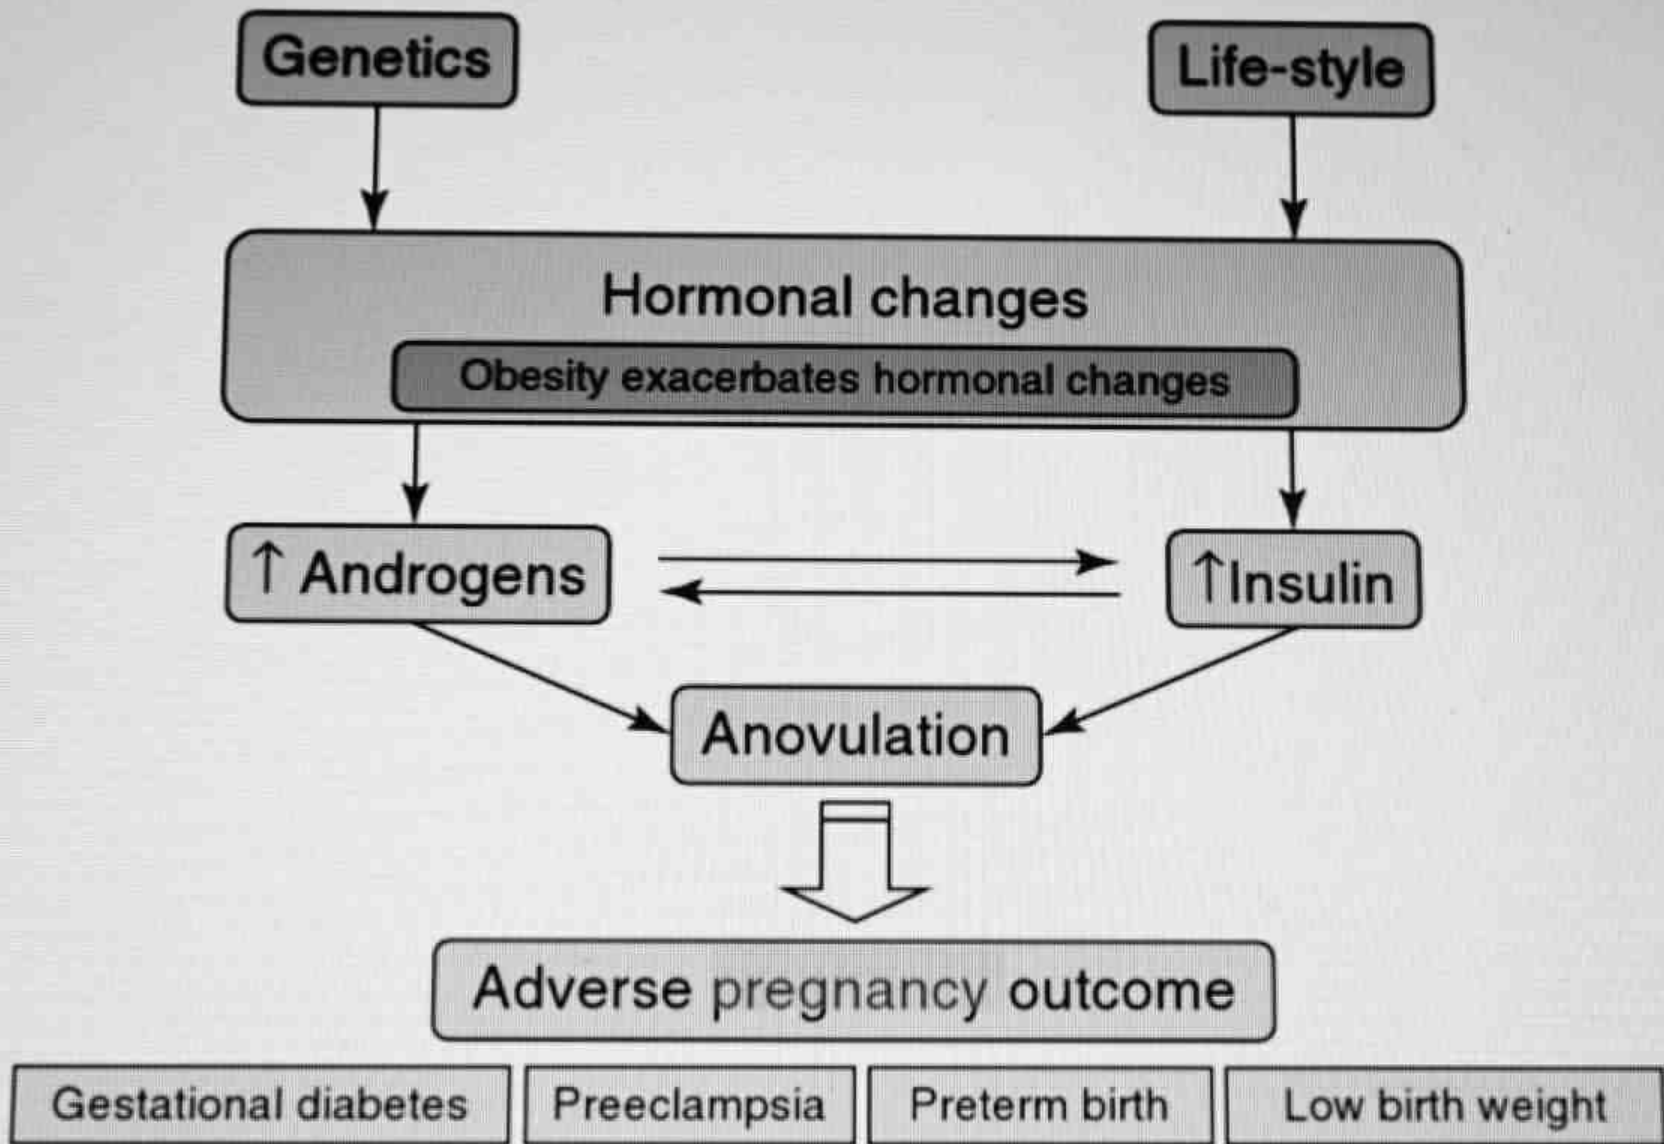 Genetics
Life-style
Hormonal changes
Obesity exacerbates hormonal changes
↑ Androgens
↑Insulin
Anovulation
Adverse pregnancy outcome
Gestational diabetes
Preeclampsia
Preterm birth
Low birth weight